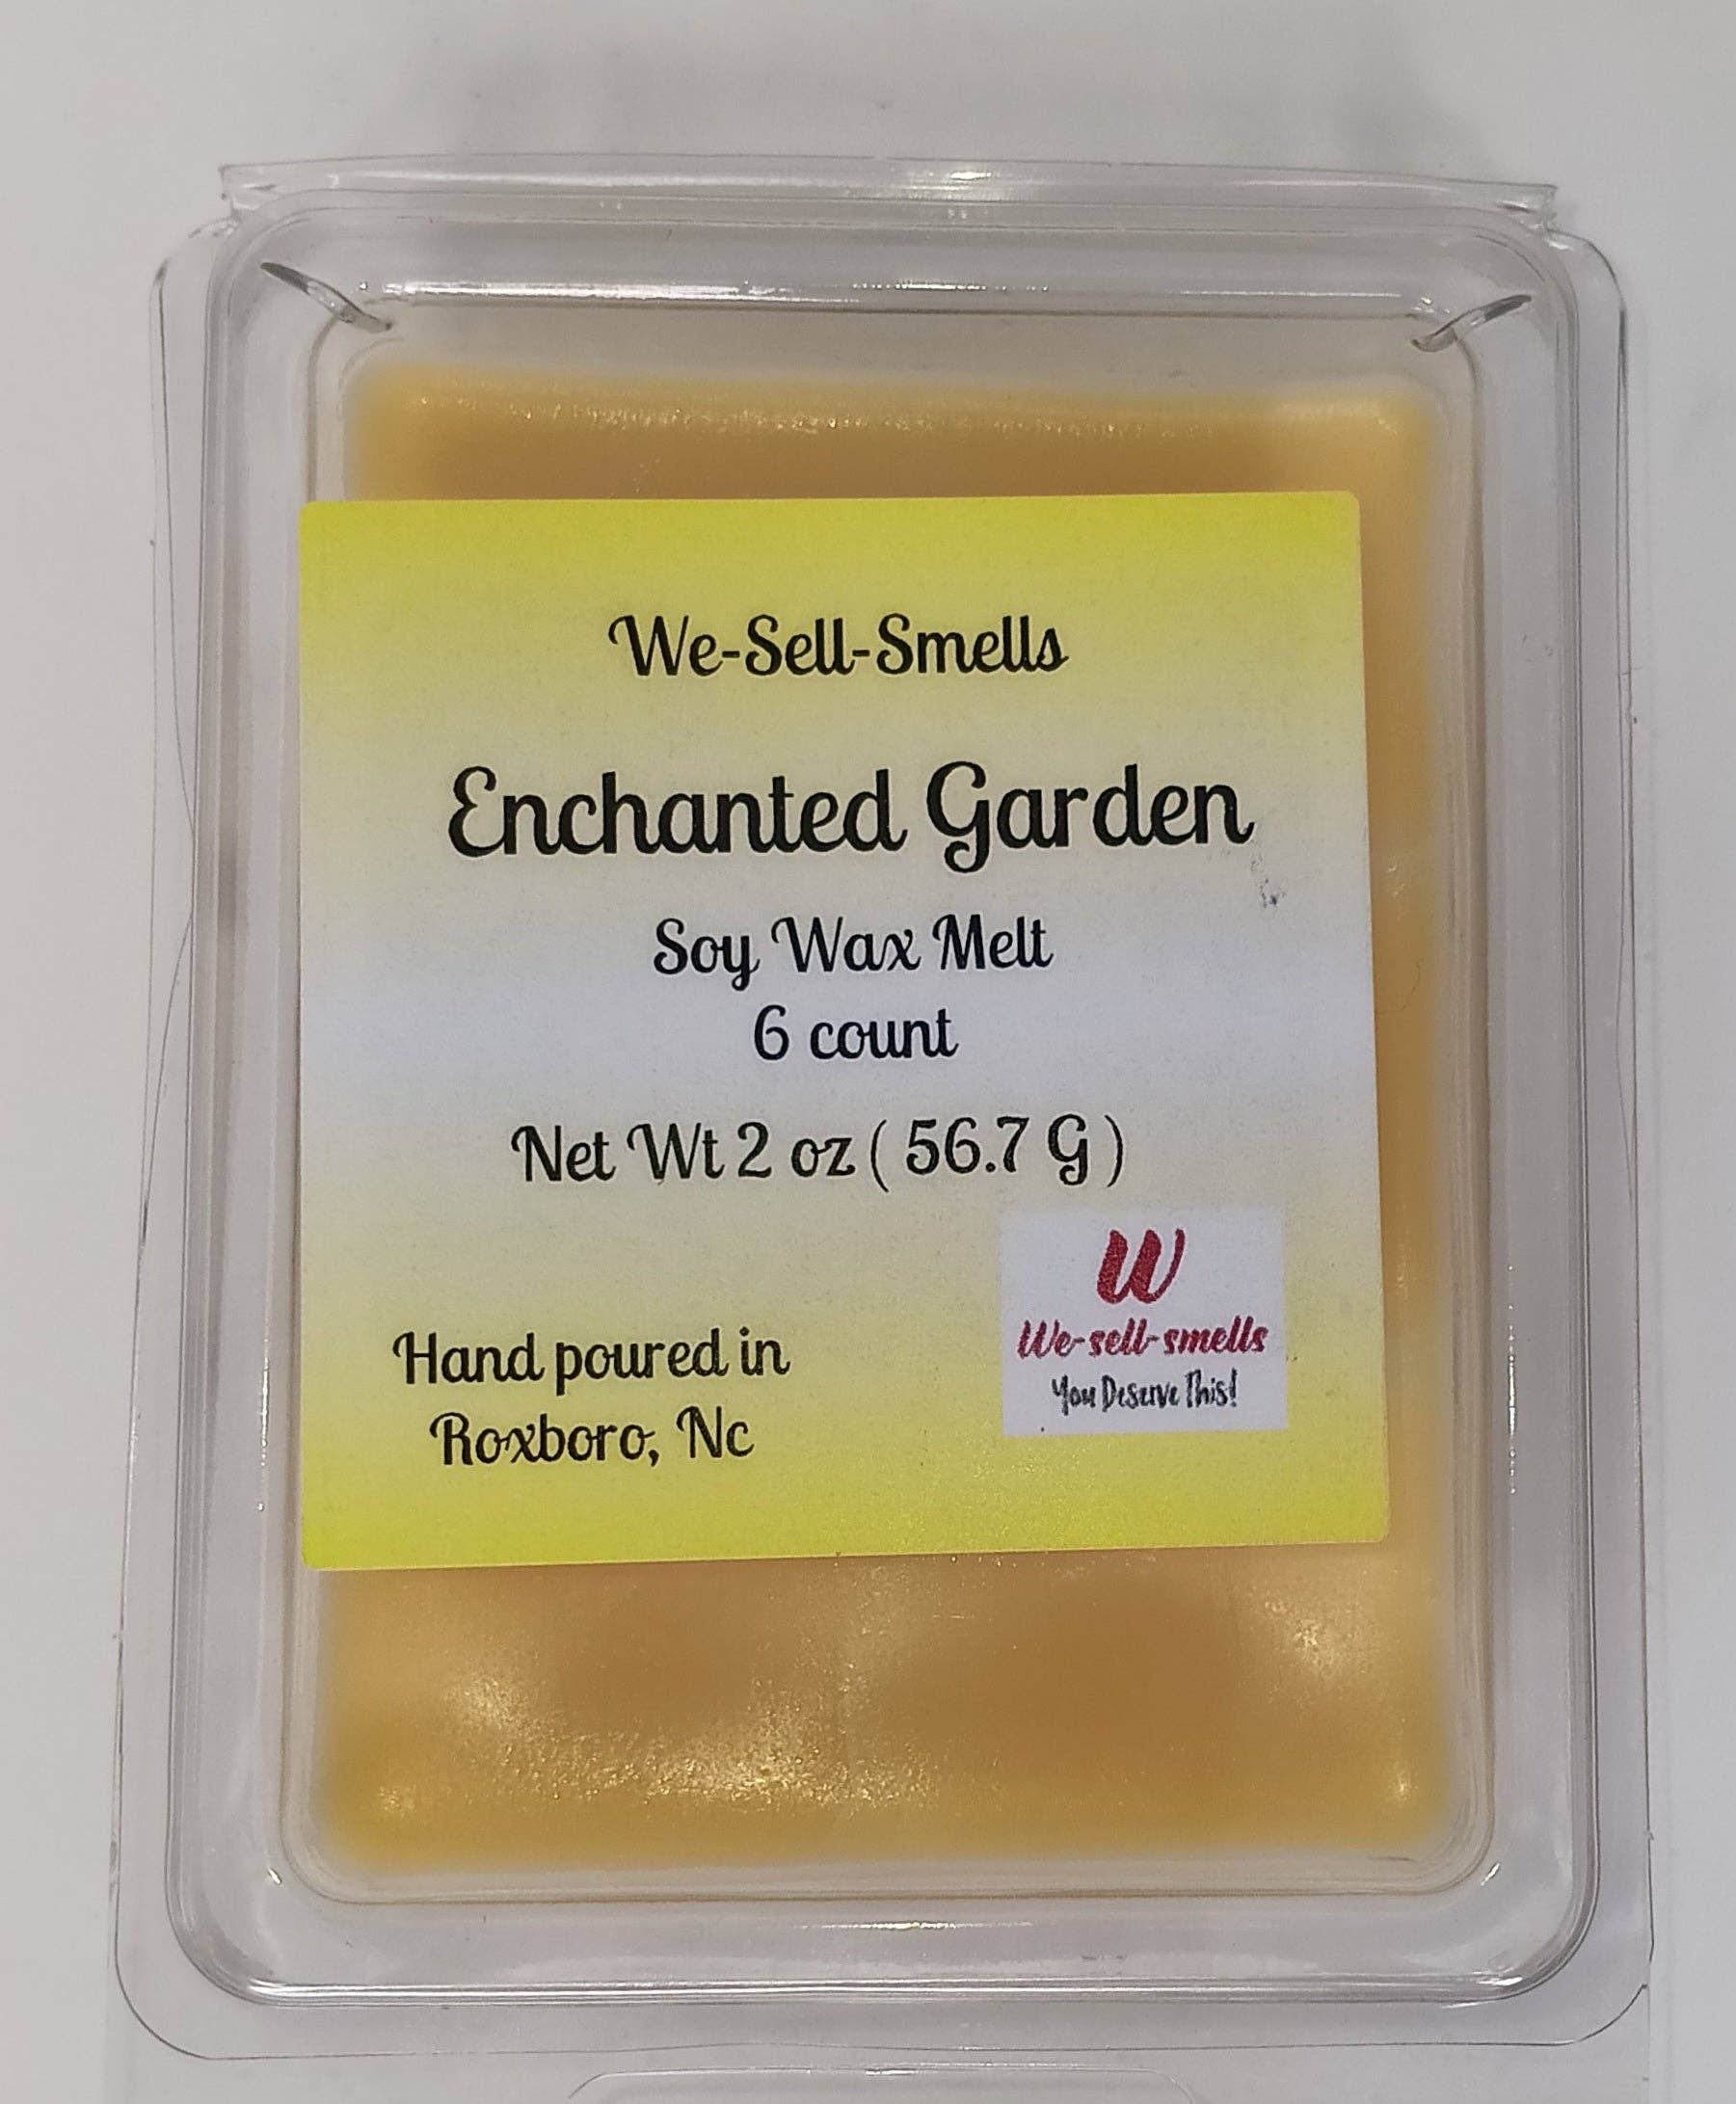 We-Sell-Smells
Enchanted Garden
Soy Wax Melt
6 count
Net Wt 2 oz ( 56.7 G )
Hand poured in
Roxboro, Nc
W
We-sell-smells
You Deserve This!